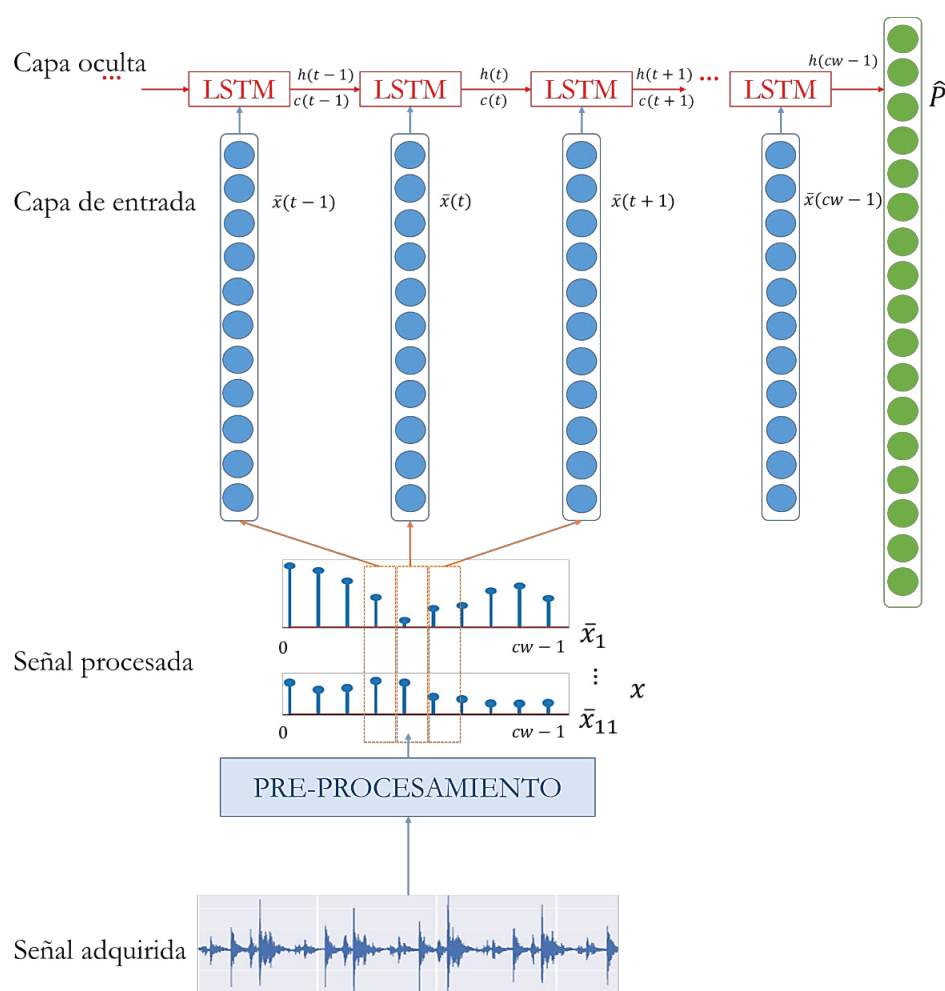 Capa oculta
...
LSTM
h(t − 1)
c(t − 1)
LSTM
h(t)
c(t)
LSTM
h(t + 1)
c(t + 1)
...
LSTM
h(cw − 1)
P̂
Capa de entrada
x̄(t − 1)
x̄(t)
x̄(t + 1)
x̄(cw − 1)
Señal procesada
0
cw − 1
x̄₁
⋮
x
0
cw − 1
x̄₁₁
PRE-PROCESAMIENTO
Señal adquirida